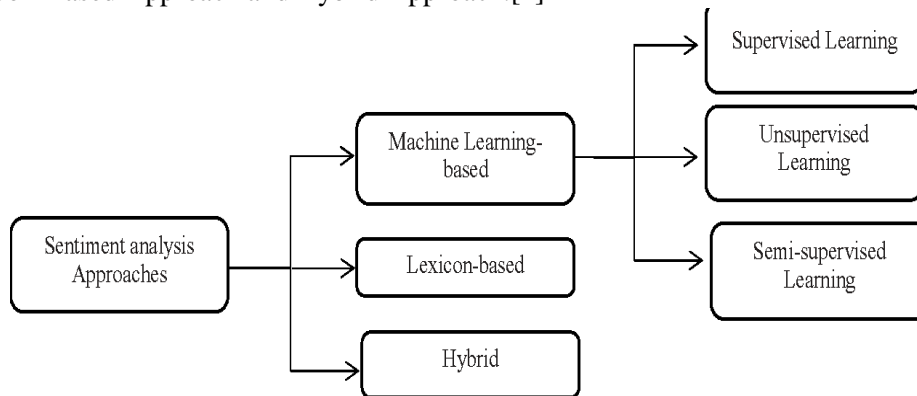 Supervised Learning
Machine Learning-
based
Unsupervised
Learning
Sentiment analysis
Approaches
Lexicon-based
Semi-supervised
Learning
Hybrid